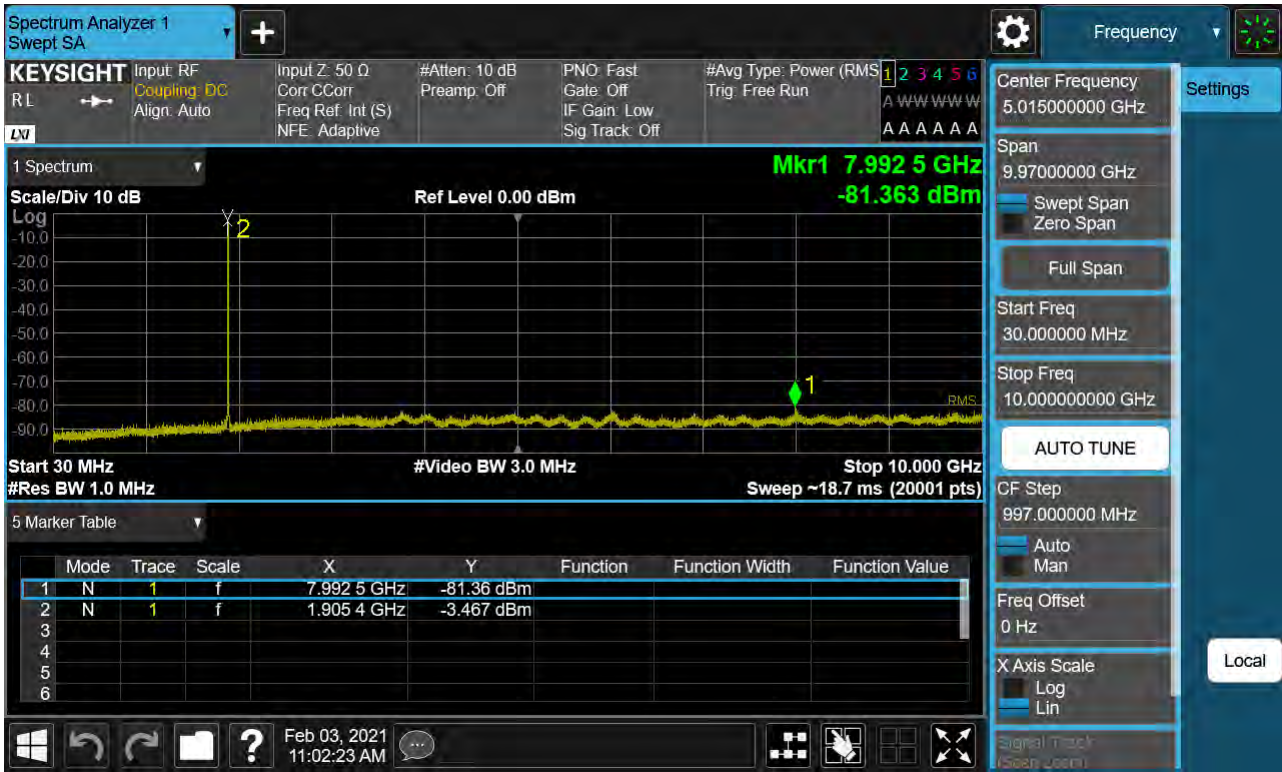 Spectrum Analyzer 1
Swept SA
Frequency
KEYSIGHT
RL
LXI
Input: RF
Coupling: DC
Align: Auto
Input Z: 50 Ω
Corr CCorr
Freq Ref: Int (S)
NFE: Adaptive
#Atten: 10 dB
Preamp: Off
PNO: Fast
Gate: Off
IF Gain: Low
Sig Track: Off
#Avg Type: Power (RMS
Trig: Free Run
1 2 3 4 5 6
A W W W W W
A A A A A A
1 Spectrum
Mkr1 7.992 5 GHz
Scale/Div 10 dB
Ref Level 0.00 dBm
-81.363 dBm
Log
-10.0
-20.0
-30.0
-40.0
-50.0
-60.0
-70.0
-80.0
-90.0
2
1
RMS
Start 30 MHz
#Video BW 3.0 MHz
Stop 10.000 GHz
#Res BW 1.0 MHz
Sweep ~18.7 ms (20001 pts)
5 Marker Table
Mode Trace Scale X Y Function Function Width Function Value
1 N 1 f 7.992 5 GHz -81.36 dBm
2 N 1 f 1.905 4 GHz -3.467 dBm
3
4
5
6
Feb 03, 2021
11:02:23 AM
Center Frequency
5.015000000 GHz
Span
9.97000000 GHz
Swept Span
Zero Span
Full Span
Start Freq
30.000000 MHz
Stop Freq
10.000000000 GHz
AUTO TUNE
CF Step
997.000000 MHz
Auto
Man
Freq Offset
0 Hz
X Axis Scale
Log
Lin
Signal Track
(Span Zoom)
Settings
Local